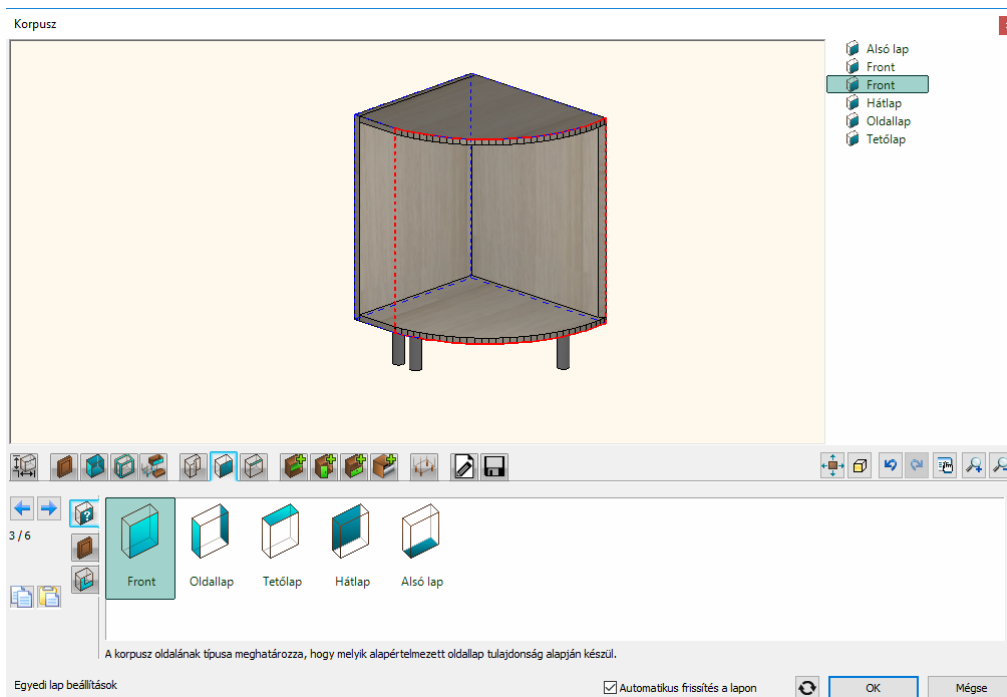 Korpusz
Alsó lap
Front
Front
Hátlap
Oldallap
Tetőlap
3 / 6
Front
Oldallap
Tetőlap
Hátlap
Alsó lap
A korpusz oldalának típusa meghatározza, hogy melyik alapértelmezett oldallap tulajdonság alapján készül.
Egyedi lap beállítások
Automatikus frissítés a lapon
OK
Mégse